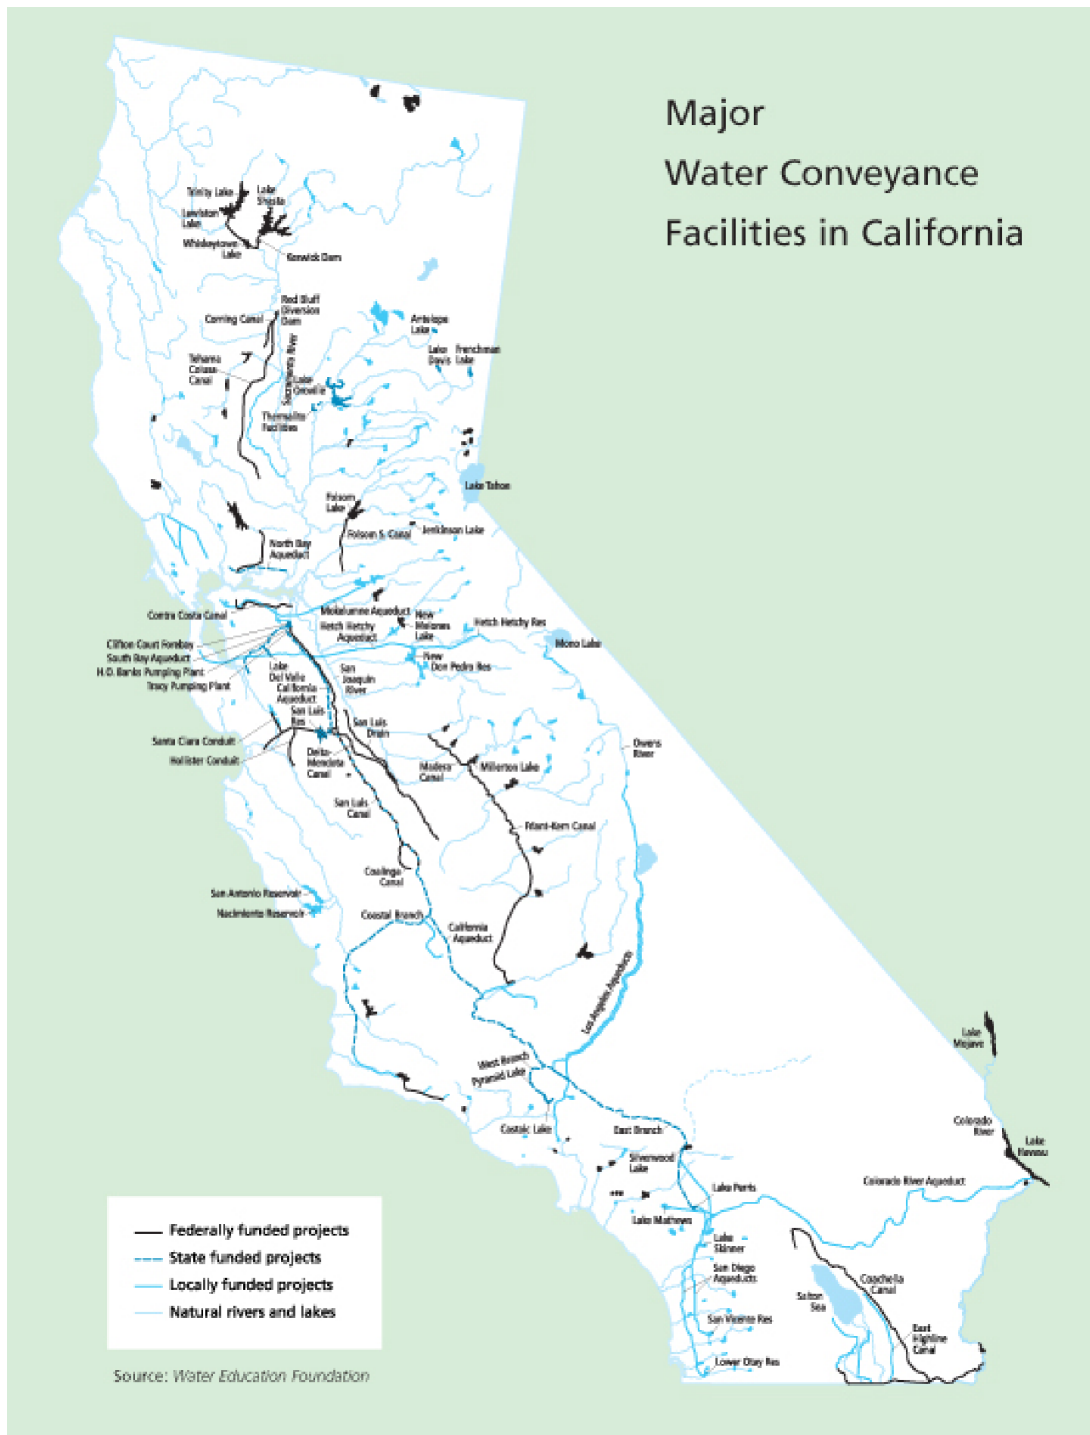 Major
Water Conveyance
Facilities in California
Trinity Lake
Lake
Shasta
Lewiston
Lake
Whiskeytown
Lake
Keswick Dam
Red Bluff
Diversion
Dam
Corning Canal
Antelope
Lake
Sacramento River
Tehama
Colusa
Canal
Lake
Davis
Frenchman
Lake
Lake
Oroville
Thermalito
Facilities
Lake Tahoe
Folsom
Lake
Folsom S. Canal
Jenkinson Lake
North Bay
Aqueduct
Contra Costa Canal
Mokelumne Aqueduct
New
Melones
Lake
Hetch Hetchy
Aqueduct
Hetch Hetchy Res
Clifton Court Forebay
South Bay Aqueduct
H.O. Banks Pumping Plant
Tracy Pumping Plant
Mono Lake
New
Don Pedro Res
Lake
Del Valle
California
Aqueduct
San
Joaquin
River
San Luis
Res
San Luis
Drain
Santa Clara Conduit
Hollister Conduit
Owens
River
Delta-
Mendota
Canal
Madera
Canal
Millerton Lake
San Luis
Canal
Friant-Kern Canal
Coalinga
Canal
San Antonio Reservoir
Nacimiento Reservoir
Coastal Branch
California
Aqueduct
Los Angeles Aqueducts
Lake
Mojave
West Branch
Pyramid Lake
Castaic Lake
East Branch
Colorado
River
Lake
Havasu
Silverwood
Lake
Lake Perris
Colorado River Aqueduct
Lake Mathews
Lake
Skinner
San Diego
Aqueducts
Salton
Sea
Coachella
Canal
San Vicente Res
East
Highline
Canal
Lower Otay Res
Federally funded projects
State funded projects
Locally funded projects
Natural rivers and lakes
Source: Water Education Foundation